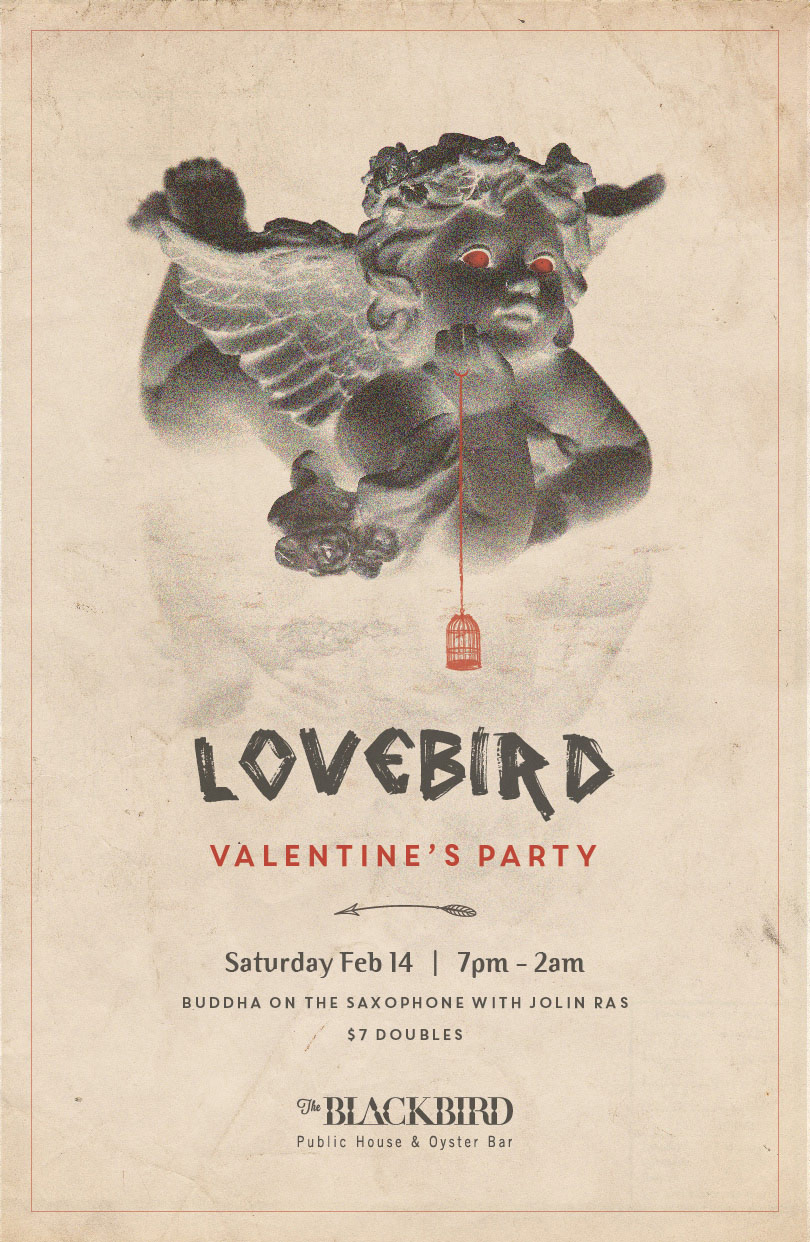 LOVEBIRD
VALENTINE'S PARTY
Saturday Feb 14 | 7pm – 2am
BUDDHA ON THE SAXOPHONE WITH JOLIN RAS
$7 DOUBLES
The BLACKBIRD
Public House & Oyster Bar